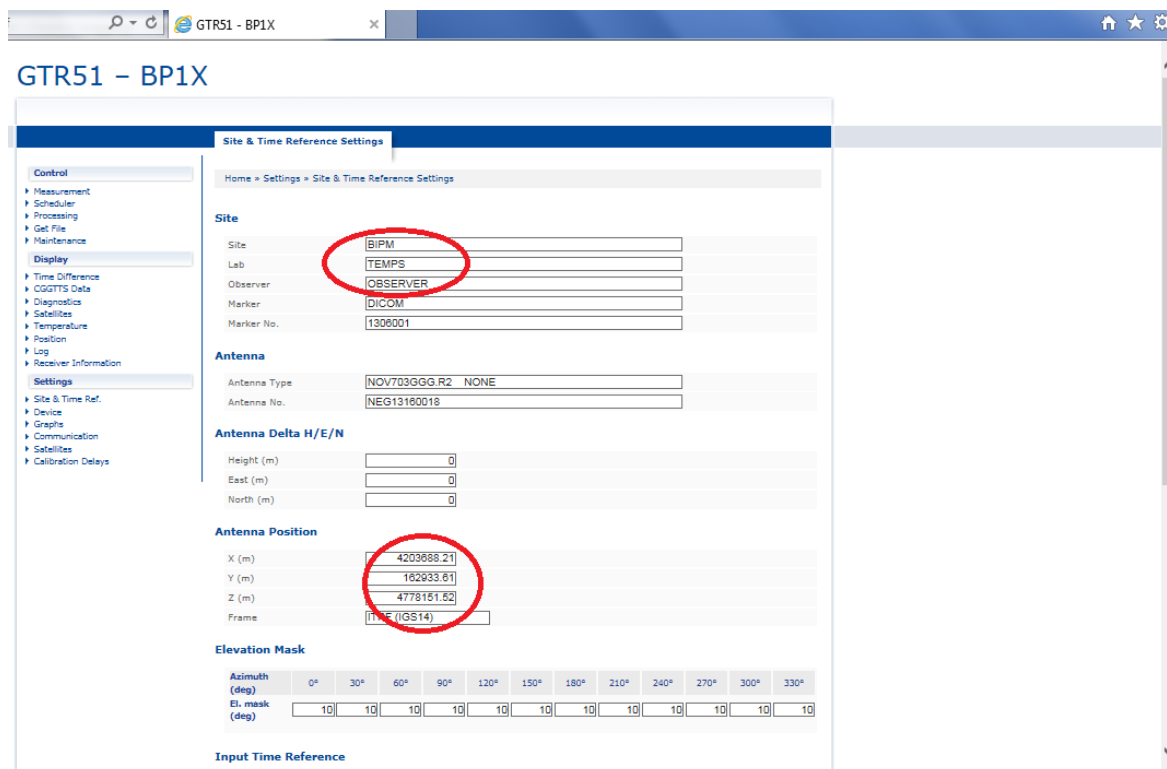 GTR51 - BP1X
GTR51 – BP1X
Site & Time Reference Settings
Control
Measurement
Scheduler
Processing
Get File
Maintenance
Display
Time Difference
CGGTTS Data
Diagnostics
Satellites
Temperature
Position
Log
Receiver Information
Settings
Site & Time Ref.
Device
Graphs
Communication
Satellites
Calibration Delays
Home » Settings » Site & Time Reference Settings
Site
Site BIPM
Lab TEMPS
Observer OBSERVER
Marker DICOM
Marker No. 1306001
Antenna
Antenna Type NOV703GGG.R2 NONE
Antenna No. NEG13160018
Antenna Delta H/E/N
Height (m) 0
East (m) 0
North (m) 0
Antenna Position
X (m) 4203688.21
Y (m) 162933.61
Z (m) 4778151.52
Frame (IGS14)
Elevation Mask
Azimuth (deg) 0° 30° 60° 90° 120° 150° 180° 210° 240° 270° 300° 330°
El. mask (deg) 10 10 10 10 10 10 10 10 10 10 10 10
Input Time Reference